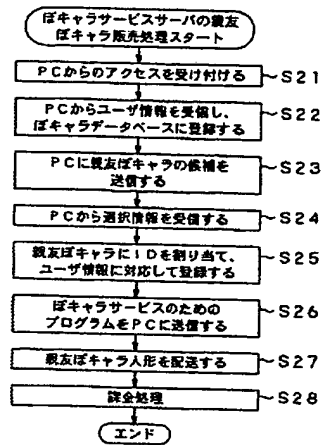 ぽキャラサービスサーバの親友
ぽキャラ販売処理スタート
PCからのアクセスを受け付ける
S21
PCからユーザ情報を受信し、
ぽキャラデータベースに登録する
S22
PCに親友ぽキャラの候補を
送信する
S23
PCから選択情報を受信する
S24
親友ぽキャラにIDを割り当て、
ユーザ情報に対応して登録する
S25
ぽキャラサービスのための
プログラムをPCに送信する
S26
親友ぽキャラ人形を配送する
S27
課金処理
S28
エンド